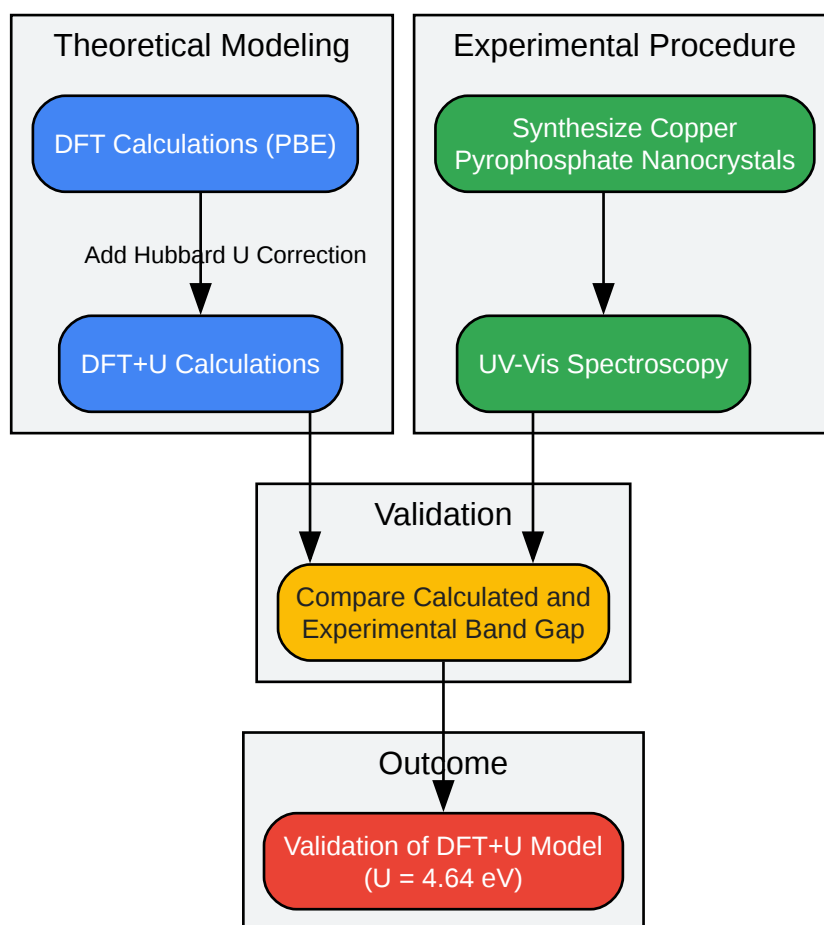 Theoretical Modeling
DFT Calculations (PBE)
Add Hubbard U Correction
DFT+U Calculations
Experimental Procedure
Synthesize Copper
Pyrophosphate Nanocrystals
UV-Vis Spectroscopy
Validation
Compare Calculated and
Experimental Band Gap
Outcome
Validation of DFT+U Model
(U = 4.64 eV)